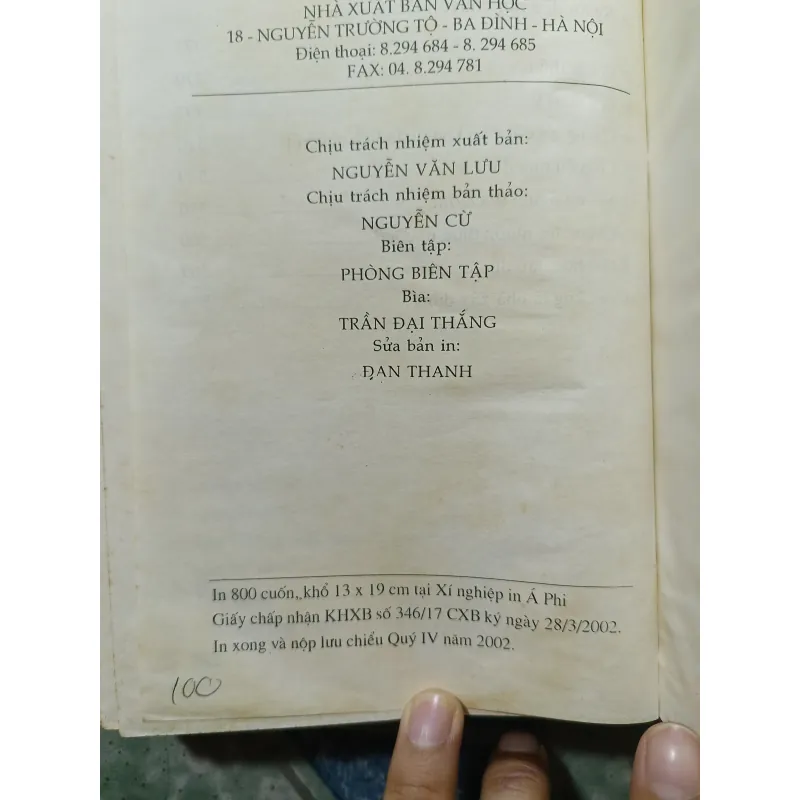 NHÀ XUẤT BẢN VĂN HỌC
18 - NGUYỄN TRƯỜNG TỘ - BA ĐÌNH - HÀ NỘI
Điện thoại: 8.294 684 - 8. 294 685
FAX: 04. 8.294 781
Chịu trách nhiệm xuất bản:
NGUYỄN VĂN LƯU
Chịu trách nhiệm bản thảo:
NGUYỄN CỪ
Biên tập:
PHÒNG BIÊN TẬP
Bìa:
TRẦN ĐẠI THẮNG
Sửa bản in:
ĐAN THANH
In 800 cuốn, khổ 13 x 19 cm tại Xí nghiệp in Á Phi
Giấy chấp nhận KHXB số 346/17 CXB ký ngày 28/3/2002.
In xong và nộp lưu chiểu Quý IV năm 2002.
100